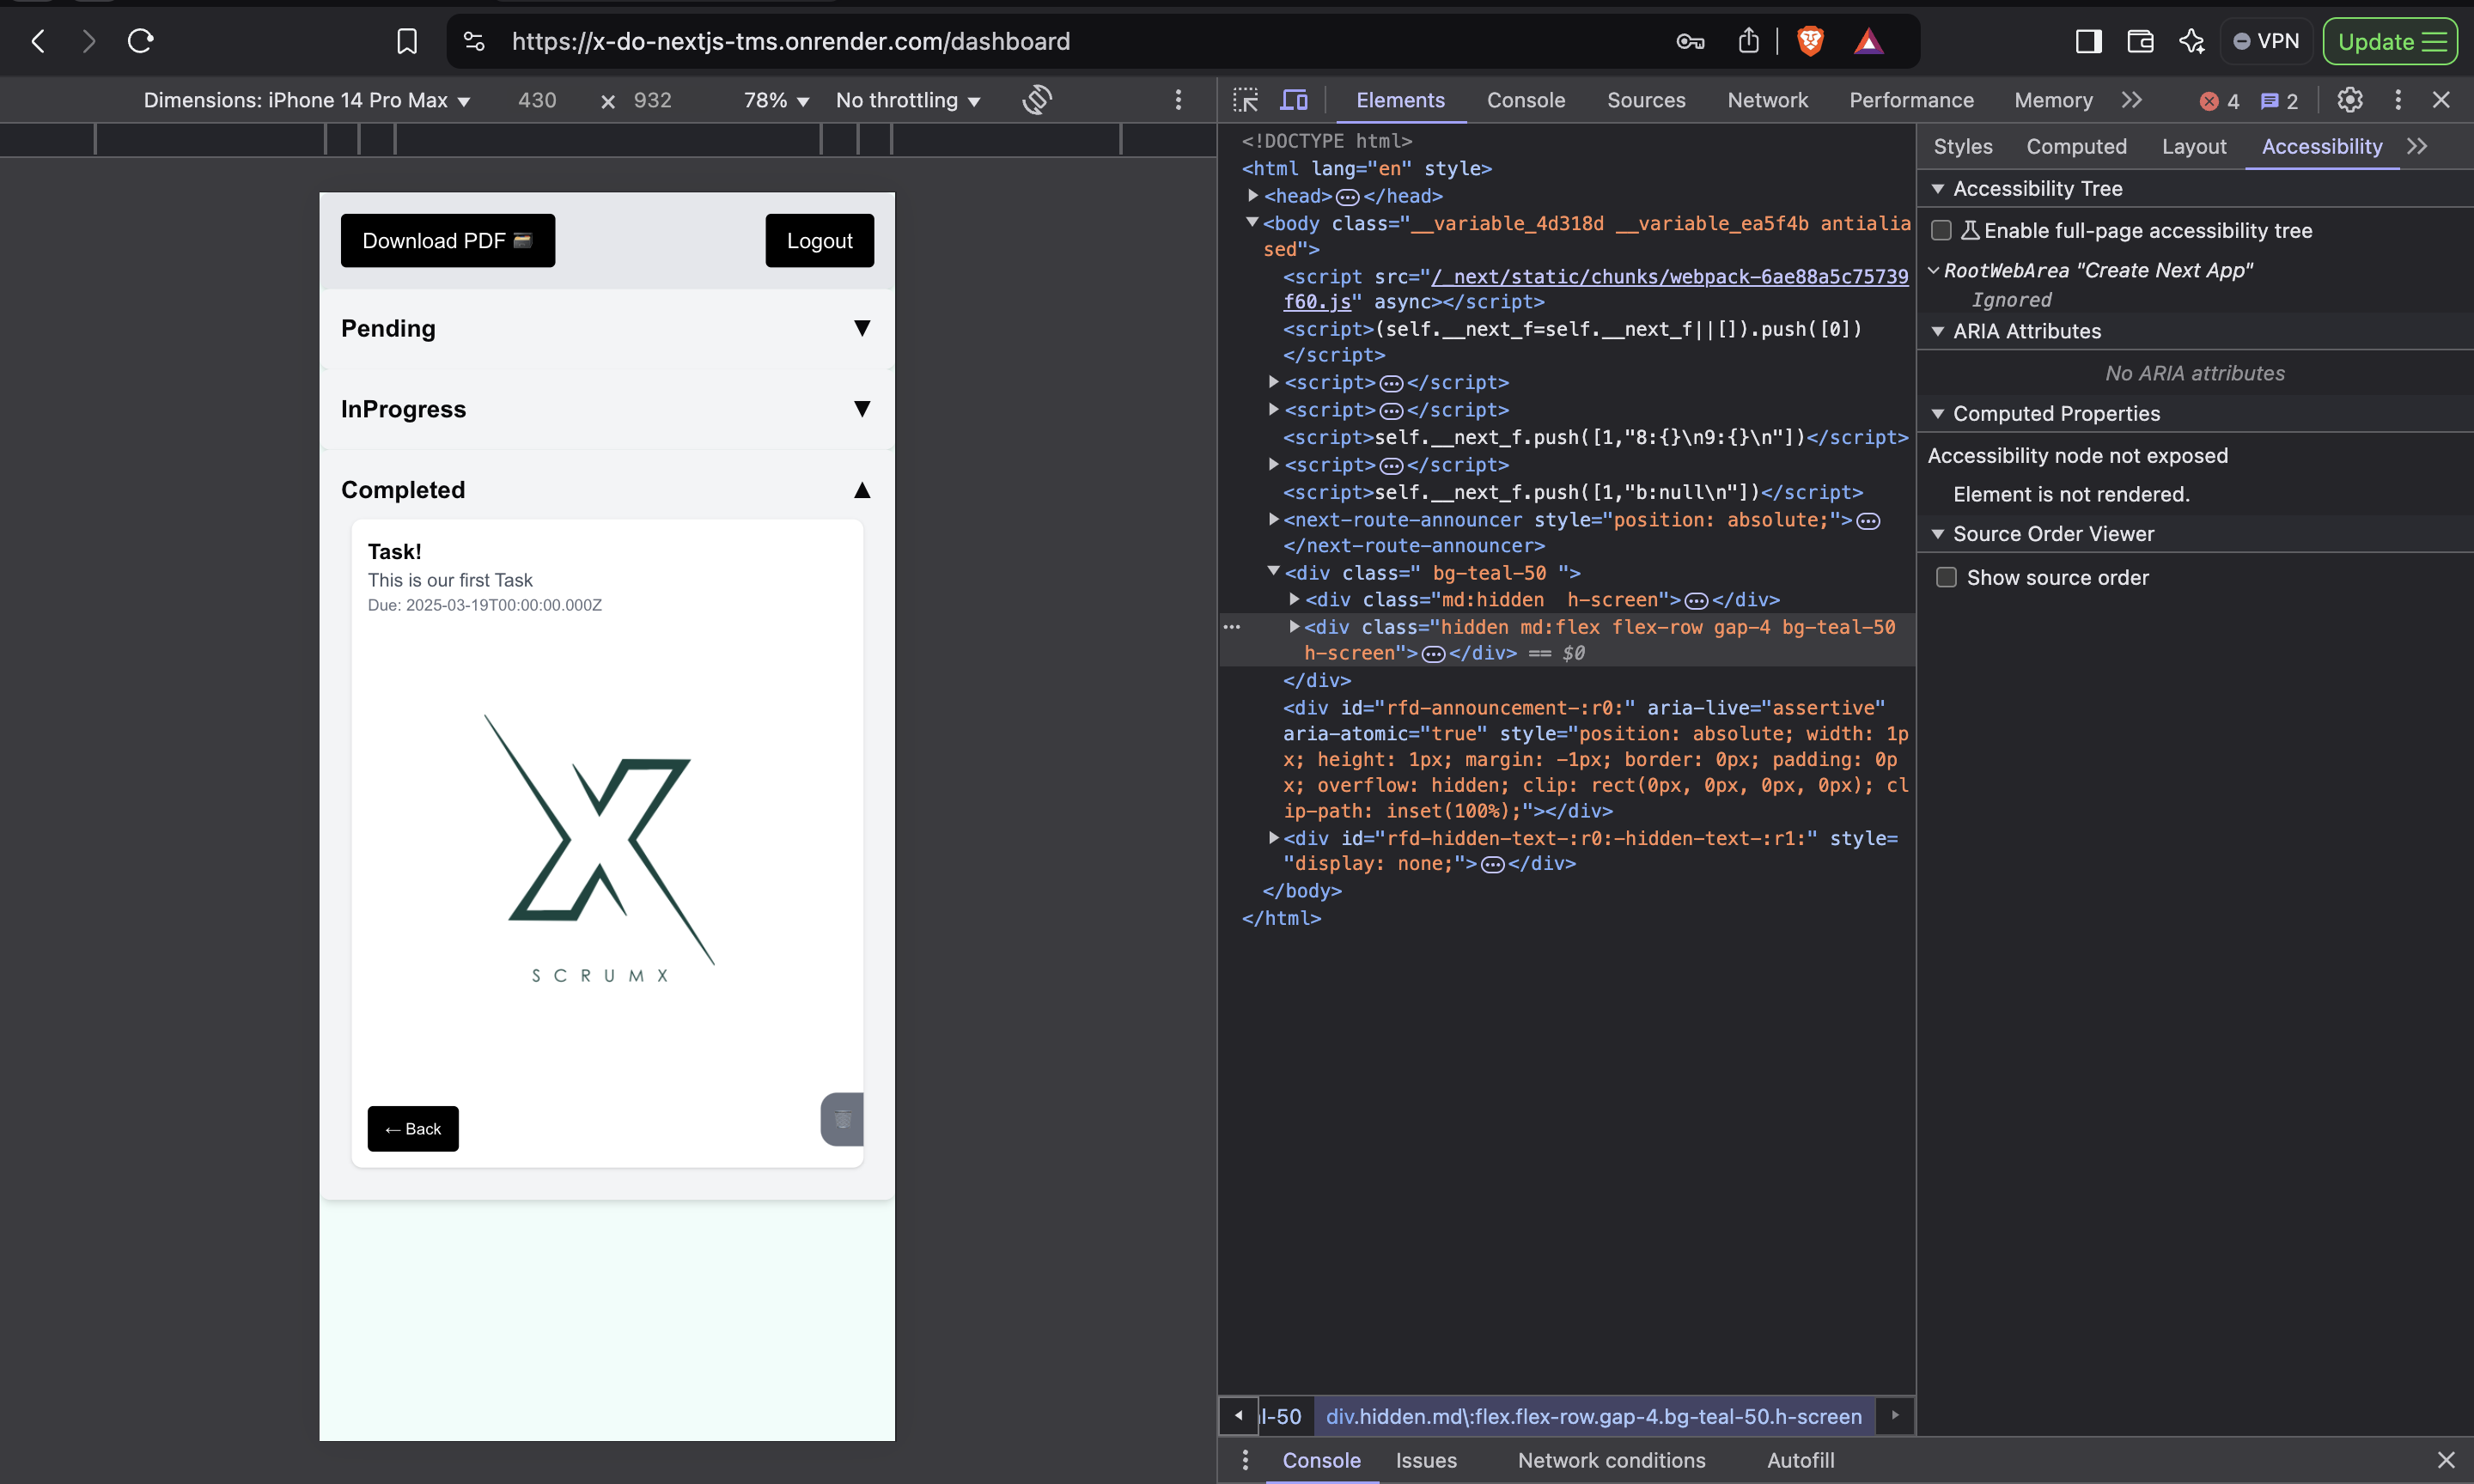 https://x-do-nextjs-tms.onrender.com/dashboard
VPN
Update
Dimensions: iPhone 14 Pro Max ▼
430 × 932
78% ▼
No throttling ▼
Download PDF
Logout
Pending ▼
InProgress ▼
Completed ▲
Task!
This is our first Task
Due: 2025-03-19T00:00:00.000Z
X
SCRUMX
← Back
Elements Console Sources Network Performance Memory >> 4 2
<!DOCTYPE html>
<html lang="en" style>
<head>…</head>
<body class="__variable_4d318d __variable_ea5f4b antialia
sed">
<script src="/_next/static/chunks/webpack-6ae88a5c75739
f60.js" async></script>
<script>(self.__next_f=self.__next_f||[]).push([0])
</script>
<script>…</script>
<script>…</script>
<script>self.__next_f.push([1,"8:{}\n9:{}\n"])</script>
<script>…</script>
<script>self.__next_f.push([1,"b:null\n"])</script>
<next-route-announcer style="position: absolute;">…
</next-route-announcer>
<div class=" bg-teal-50 ">
<div class="md:hidden  h-screen">…</div>
<div class="hidden md:flex flex-row gap-4 bg-teal-50
h-screen">…</div> == $0
</div>
<div id="rfd-announcement-:r0:" aria-live="assertive"
aria-atomic="true" style="position: absolute; width: 1p
x; height: 1px; margin: -1px; border: 0px; padding: 0p
x; overflow: hidden; clip: rect(0px, 0px, 0px, 0px); cl
ip-path: inset(100%);"></div>
<div id="rfd-hidden-text-:r0:-hidden-text-:r1:" style=
"display: none;">…</div>
</body>
</html>
l-50 div.hidden.md\:flex.flex-row.gap-4.bg-teal-50.h-screen
Styles Computed Layout Accessibility >>
Accessibility Tree
Enable full-page accessibility tree
RootWebArea "Create Next App"
Ignored
ARIA Attributes
No ARIA attributes
Computed Properties
Accessibility node not exposed
Element is not rendered.
Source Order Viewer
Show source order
Console Issues Network conditions Autofill